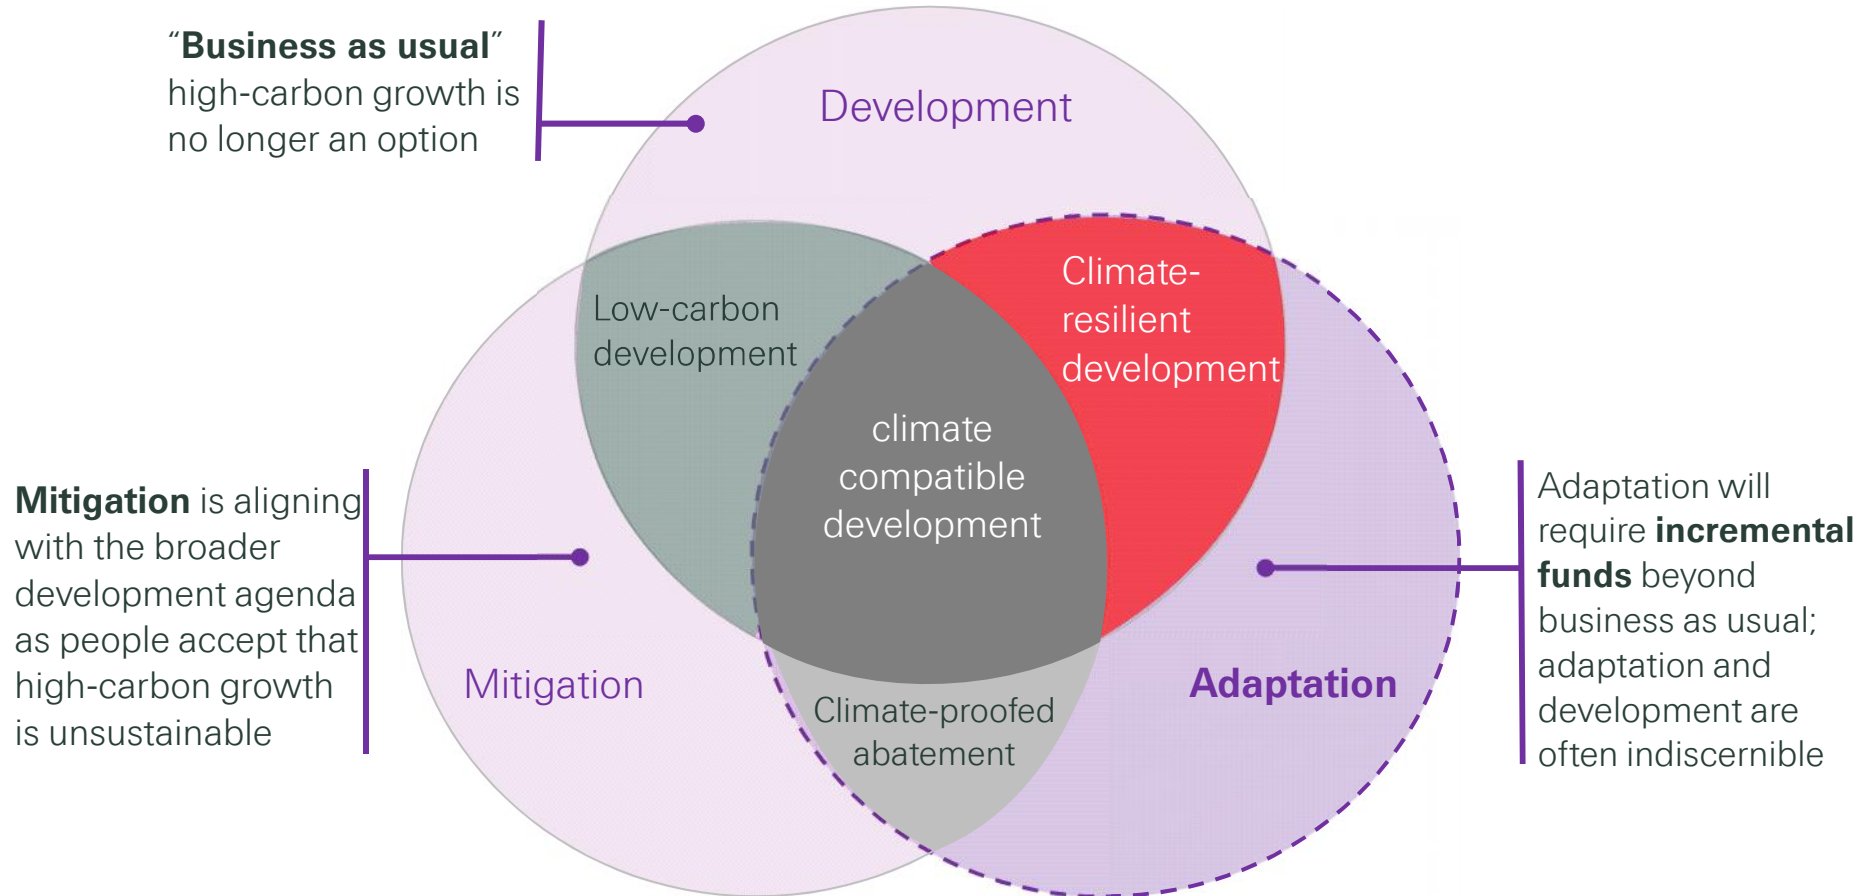 “Business as usual”
high-carbon growth is
no longer an option
Development
Low-carbon
development
Climate-
resilient
development
climate
compatible
development
Mitigation is aligning
with the broader
development agenda
as people accept that
high-carbon growth
is unsustainable
Mitigation
Climate-proofed
abatement
Adaptation
Adaptation will
require incremental
funds beyond
business as usual;
adaptation and
development are
often indiscernible